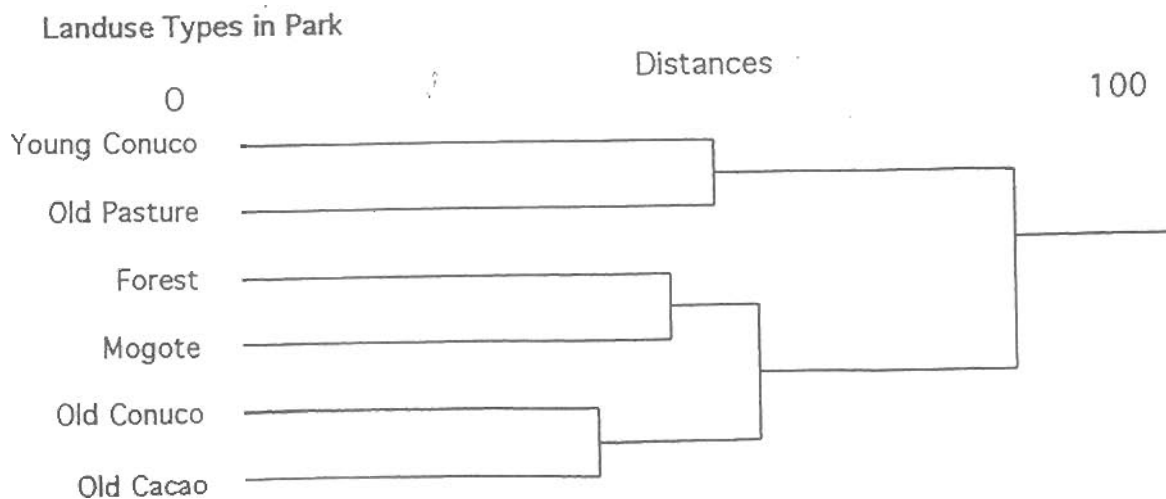 Landuse Types in Park
Distances
0 100
Young Conuco
Old Pasture
Forest
Mogote
Old Conuco
Old Cacao